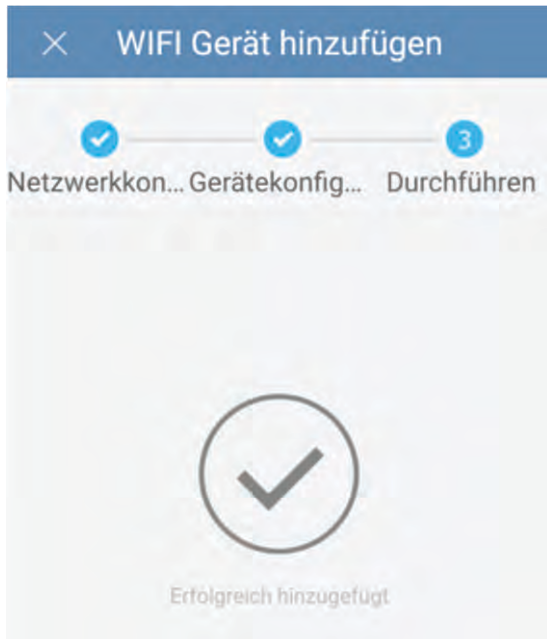 WIFI Gerät hinzufügen
3
Netzwerkkon... Gerätekonfig... Durchführen
Erfolgreich hinzugefügt